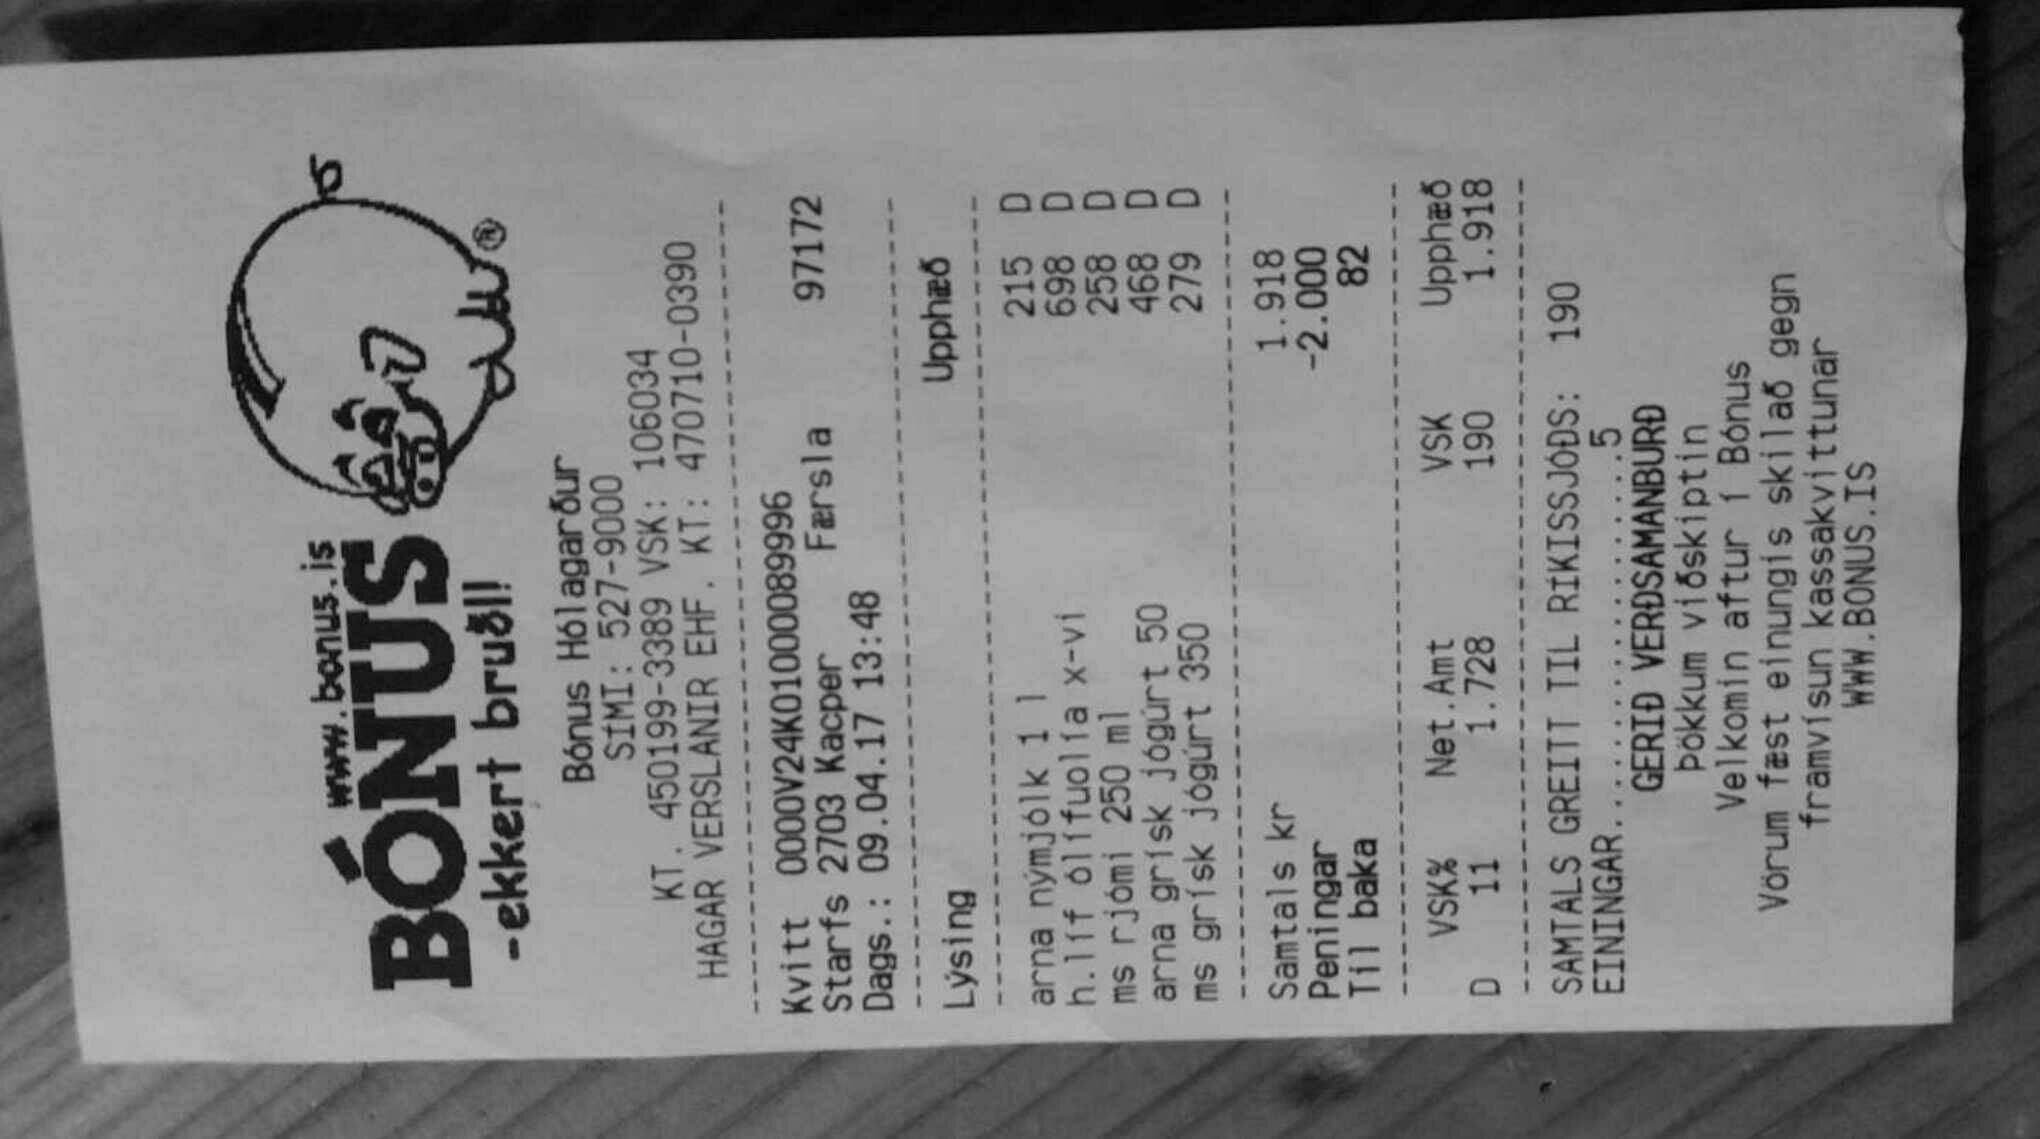 www.bonus.is
BÓNUS ®
-ekkert bruðl!
Bónus Hólagarður
SÍMI: 527-9000
KT. 450199-3389 VSK: 106034
HAGAR VERSLANIR EHF. KT: 470710-0390
Kvitt 0000V24K010000089996
Starfs 2703 Kacper Færsla 97172
Dags.: 09.04.17 13:48
Lýsing Upphæð
arna nýmjólk 1 l 215 D
h.líf ólífuolía x-vi 698 D
ms rjómi 250 ml 258 D
arna grísk jógúrt 50 468 D
ms grísk jógúrt 350 279 D
Samtals kr 1.918
Peningar -2.000
Til baka 82
VSK% Net.Amt VSK Upphæð
D 11 1.728 190 1.918
SAMTALS GREITT TIL RIKISSJOÐS: 190
EININGAR....................5
GERIÐ VERÐSAMANBURÐ
Þökkum viðskiptin
Velkomin aftur í Bónus
Vörum fæst einungis skilað gegn
framvísun kassakvittunar
WWW.BONUS.IS